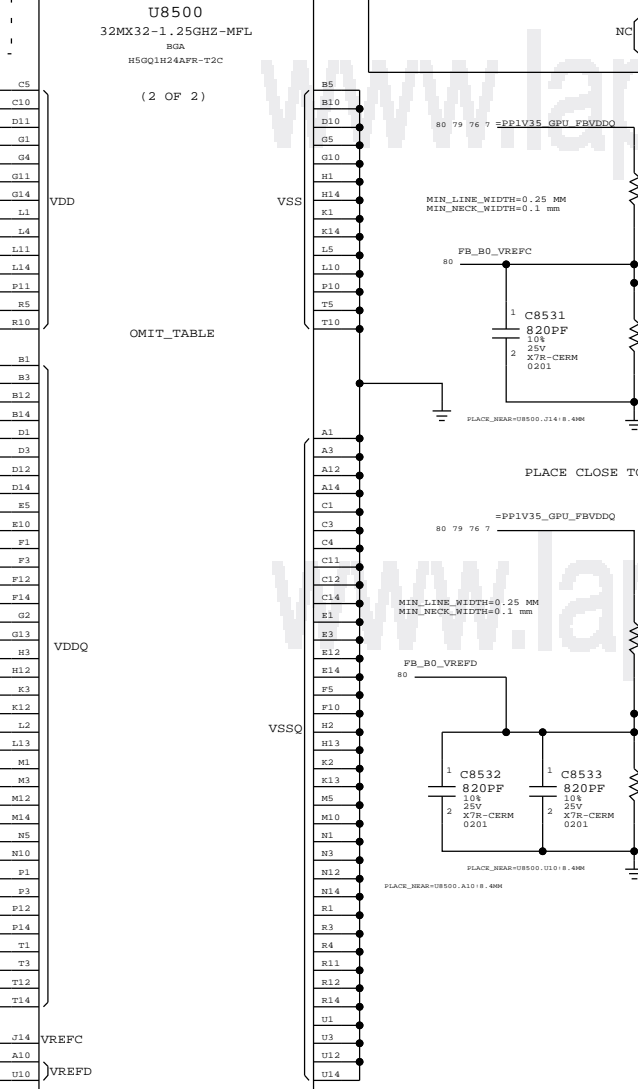 U8500
32MX32-1.25GHZ-MFL
BGA
H5GQ1H24AFR-T2C
(2 OF 2)
C5
C10
D11
G1
G4
G11
G14
L1
L4
L11
L14
P11
R5
R10
VDD
B1
B3
B12
B14
D1
D3
D12
D14
E5
E10
F1
F3
F12
F14
G2
G13
H3
H12
K3
K12
L2
L13
M1
M3
M12
M14
N5
N10
P1
P3
P12
P14
T1
T3
T12
T14
VDDQ
J14 VREFC
A10
U10
VREFD
OMIT_TABLE
VSS
B5
B10
D10
G5
G10
H1
H14
K1
K14
L5
L10
P10
T5
T10
VSSQ
A1
A3
A12
A14
C1
C3
C4
C11
C12
C14
E1
E3
E12
E14
F5
F10
H2
H13
K2
K13
M5
M10
N1
N3
N12
N14
R1
R3
R4
R11
R12
R14
U1
U3
U12
U14
NC
www.lap
80 79 76 7 =PP1V35_GPU_FBVDDQ
MIN_LINE_WIDTH=0.25 MM
MIN_NECK_WIDTH=0.1 mm
FB_B0_VREFC
80
1
C8531
820PF
10%
25V
2
X7R-CERM
0201
PLACE_NEAR=U8500.J14:8.4MM
PLACE CLOSE TO
=PP1V35_GPU_FBVDDQ
80 79 76 7
www.lap
MIN_LINE_WIDTH=0.25 MM
MIN_NECK_WIDTH=0.1 mm
FB_B0_VREFD
80
1
C8532
820PF
10%
25V
2
X7R-CERM
0201
1
C8533
820PF
10%
25V
2
X7R-CERM
0201
PLACE_NEAR=U8500.U10:8.4MM
PLACE_NEAR=U8500.A10:8.4MM